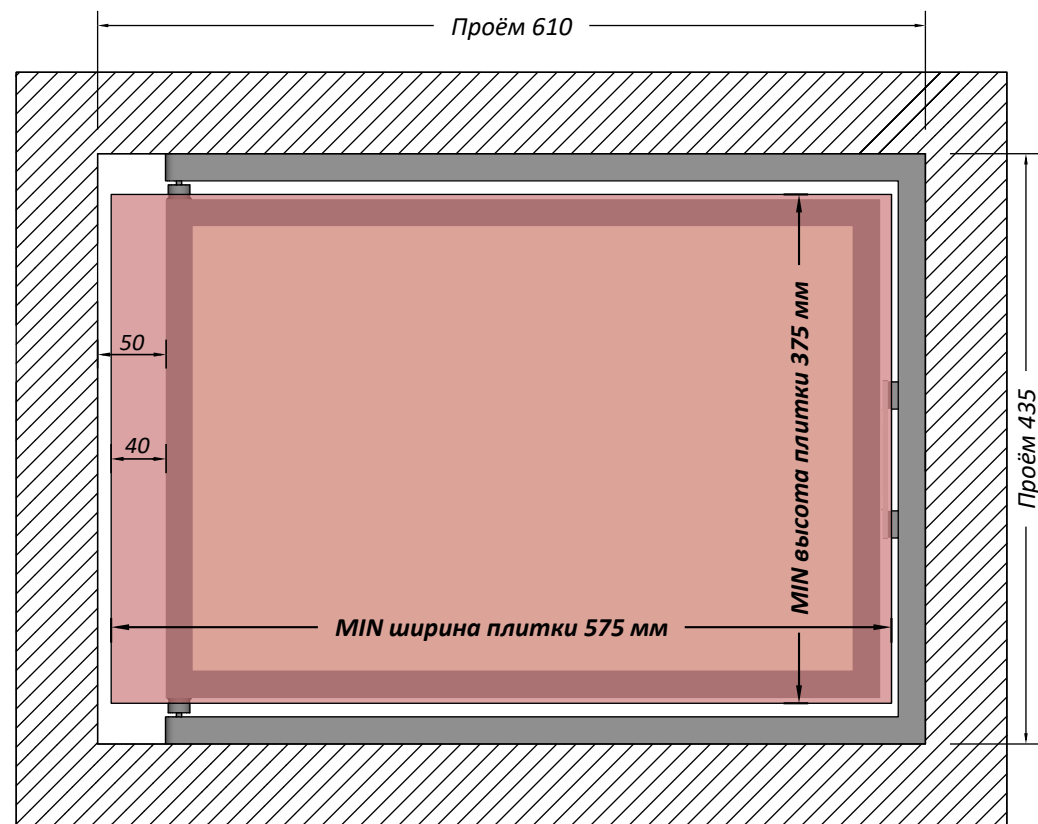 Проём 610
50
40
MIN высота плитки 375 мм
Проём 435
MIN ширина плитки 575 мм